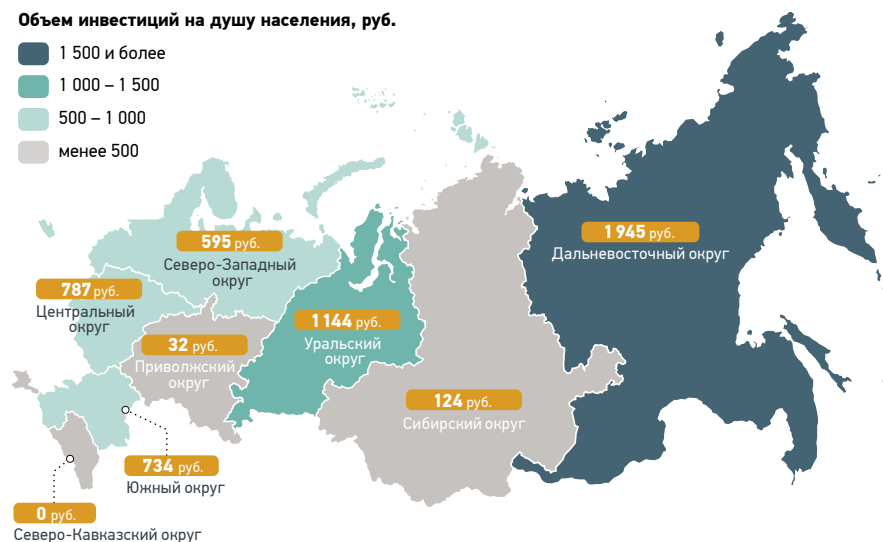 Объем инвестиций на душу населения, руб.
1 500 и более
1 000 – 1 500
500 – 1 000
менее 500
595 руб.
Северо-Западный
округ
1 945 руб.
Дальневосточный округ
787 руб.
Центральный
округ
1 144 руб.
Уральский
округ
32 руб.
Приволжский
округ
124 руб.
Сибирский округ
734 руб.
Южный округ
0 руб.
Северо-Кавказский округ